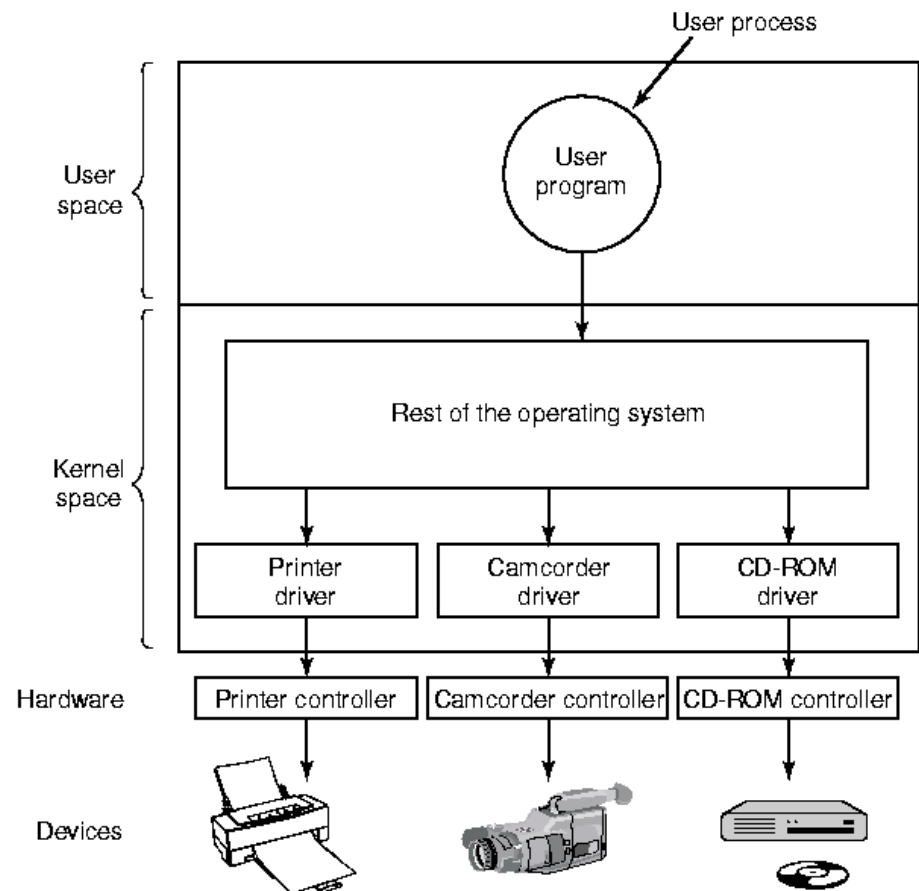 User process
User
program
User
space
Rest of the operating system
Kernel
space
Printer
driver
Camcorder
driver
CD-ROM
driver
Hardware
Printer controller
Camcorder controller
CD-ROM controller
Devices